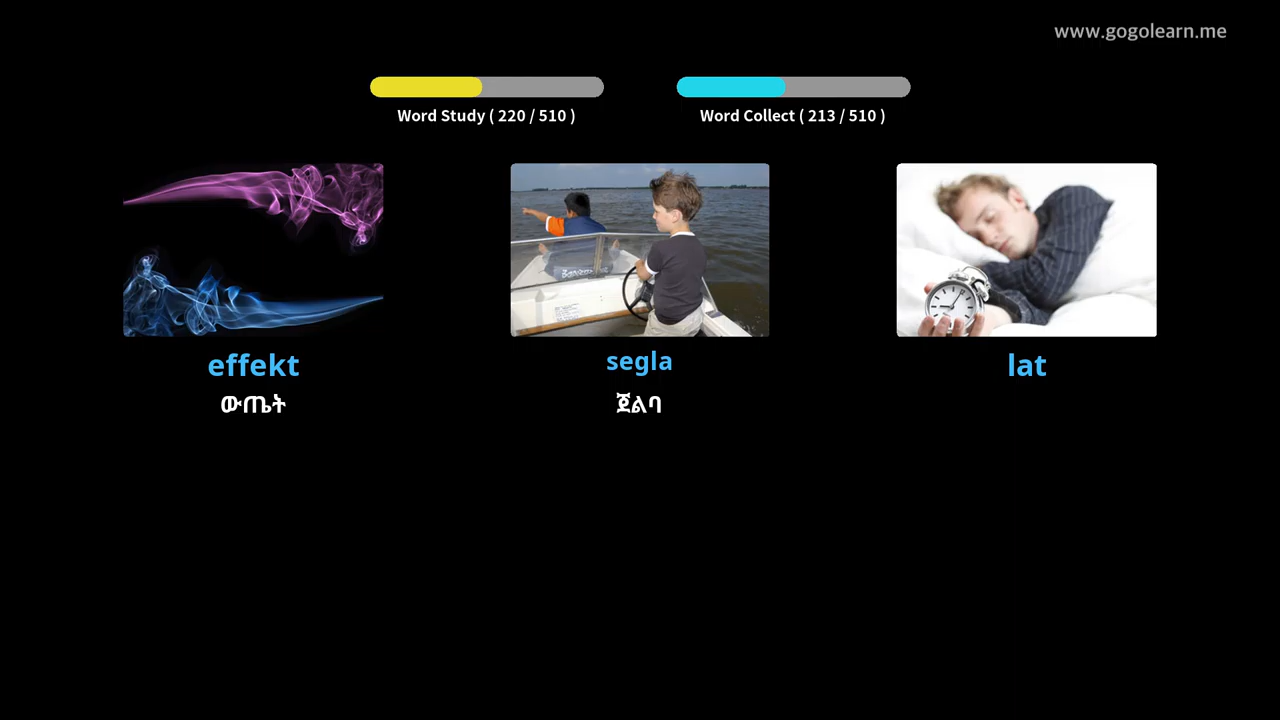 www.gogolearn.me
Word Study ( 220 / 510 )
Word Collect ( 213 / 510 )
effekt
segla
lat
ውጤት
ጀልባ